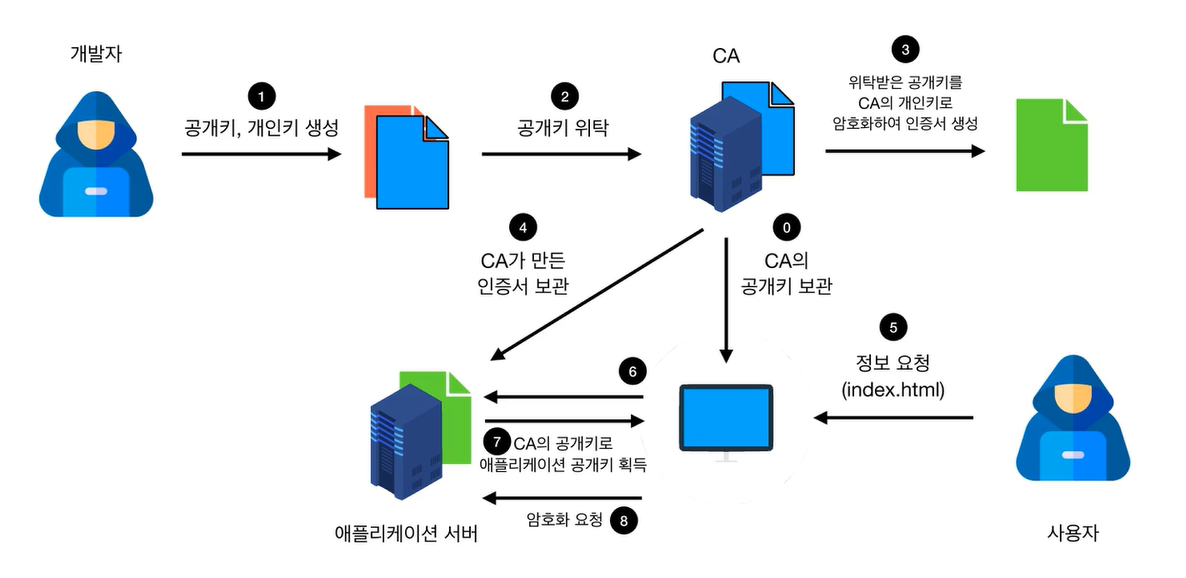 개발자
1
공개키, 개인키 생성
2
공개키 위탁
CA
3
위탁받은 공개키를
CA의 개인키로
암호화하여 인증서 생성
4
CA가 만든
인증서 보관
0
CA의
공개키 보관
5
정보 요청
(index.html)
6
7 CA의 공개키로
애플리케이션 공개키 획득
암호화 요청 8
애플리케이션 서버
사용자